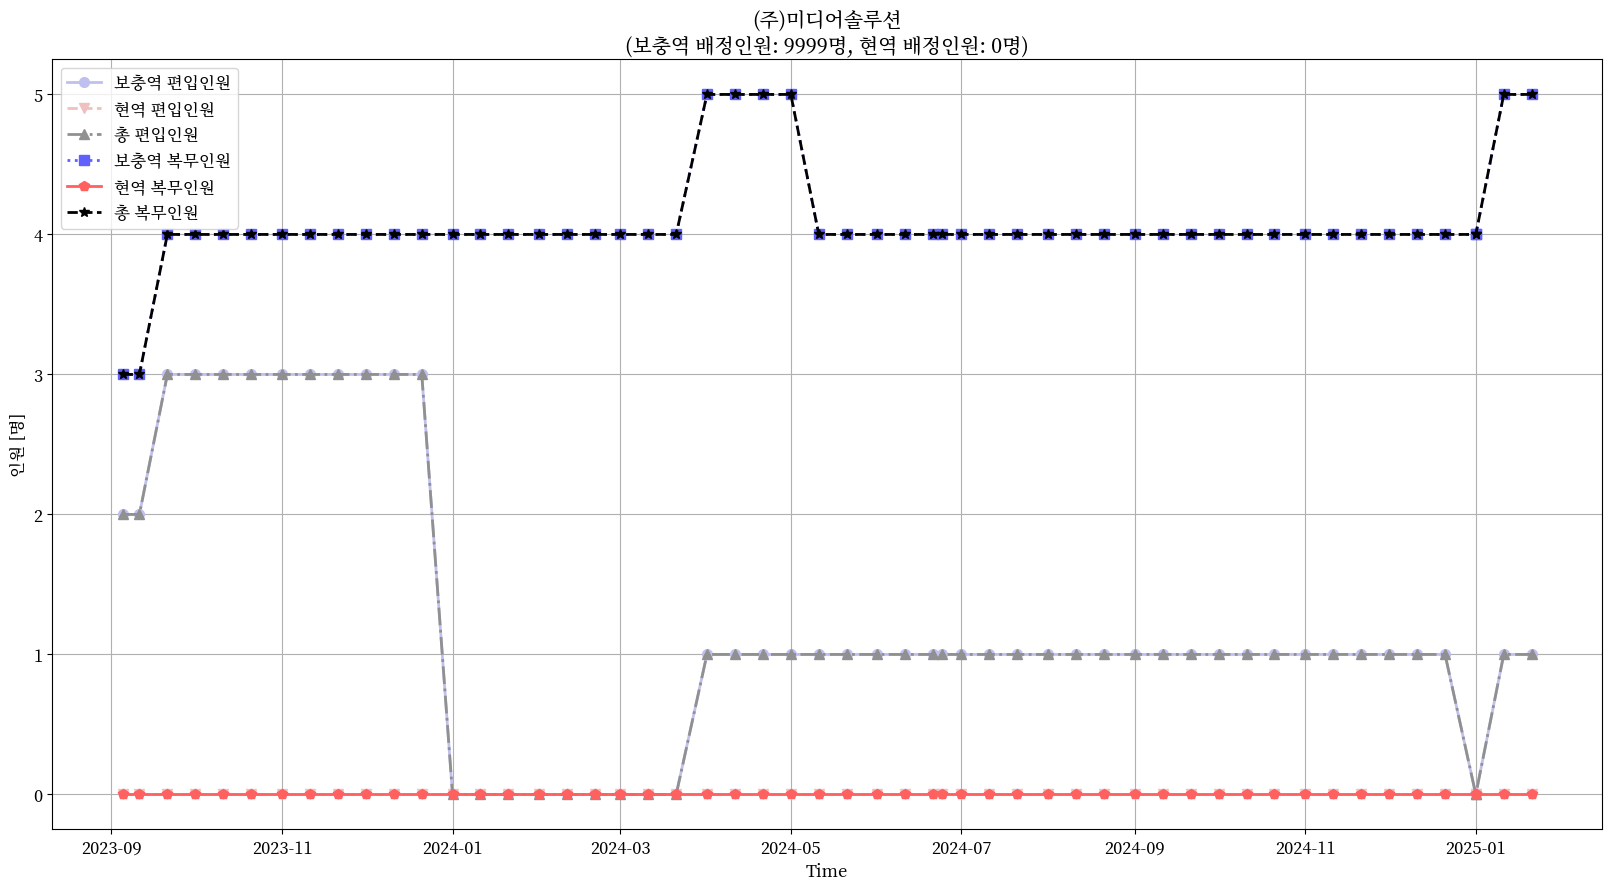 (주)미디어솔루션
(보충역 배정인원: 9999명, 현역 배정인원: 0명)
보충역 편입인원
현역 편입인원
총 편입인원
보충역 복무인원
현역 복무인원
총 복무인원
5
4
3
2
1
0
인원 [명]
2023-09
2023-11
2024-01
2024-03
2024-05
2024-07
2024-09
2024-11
2025-01
Time